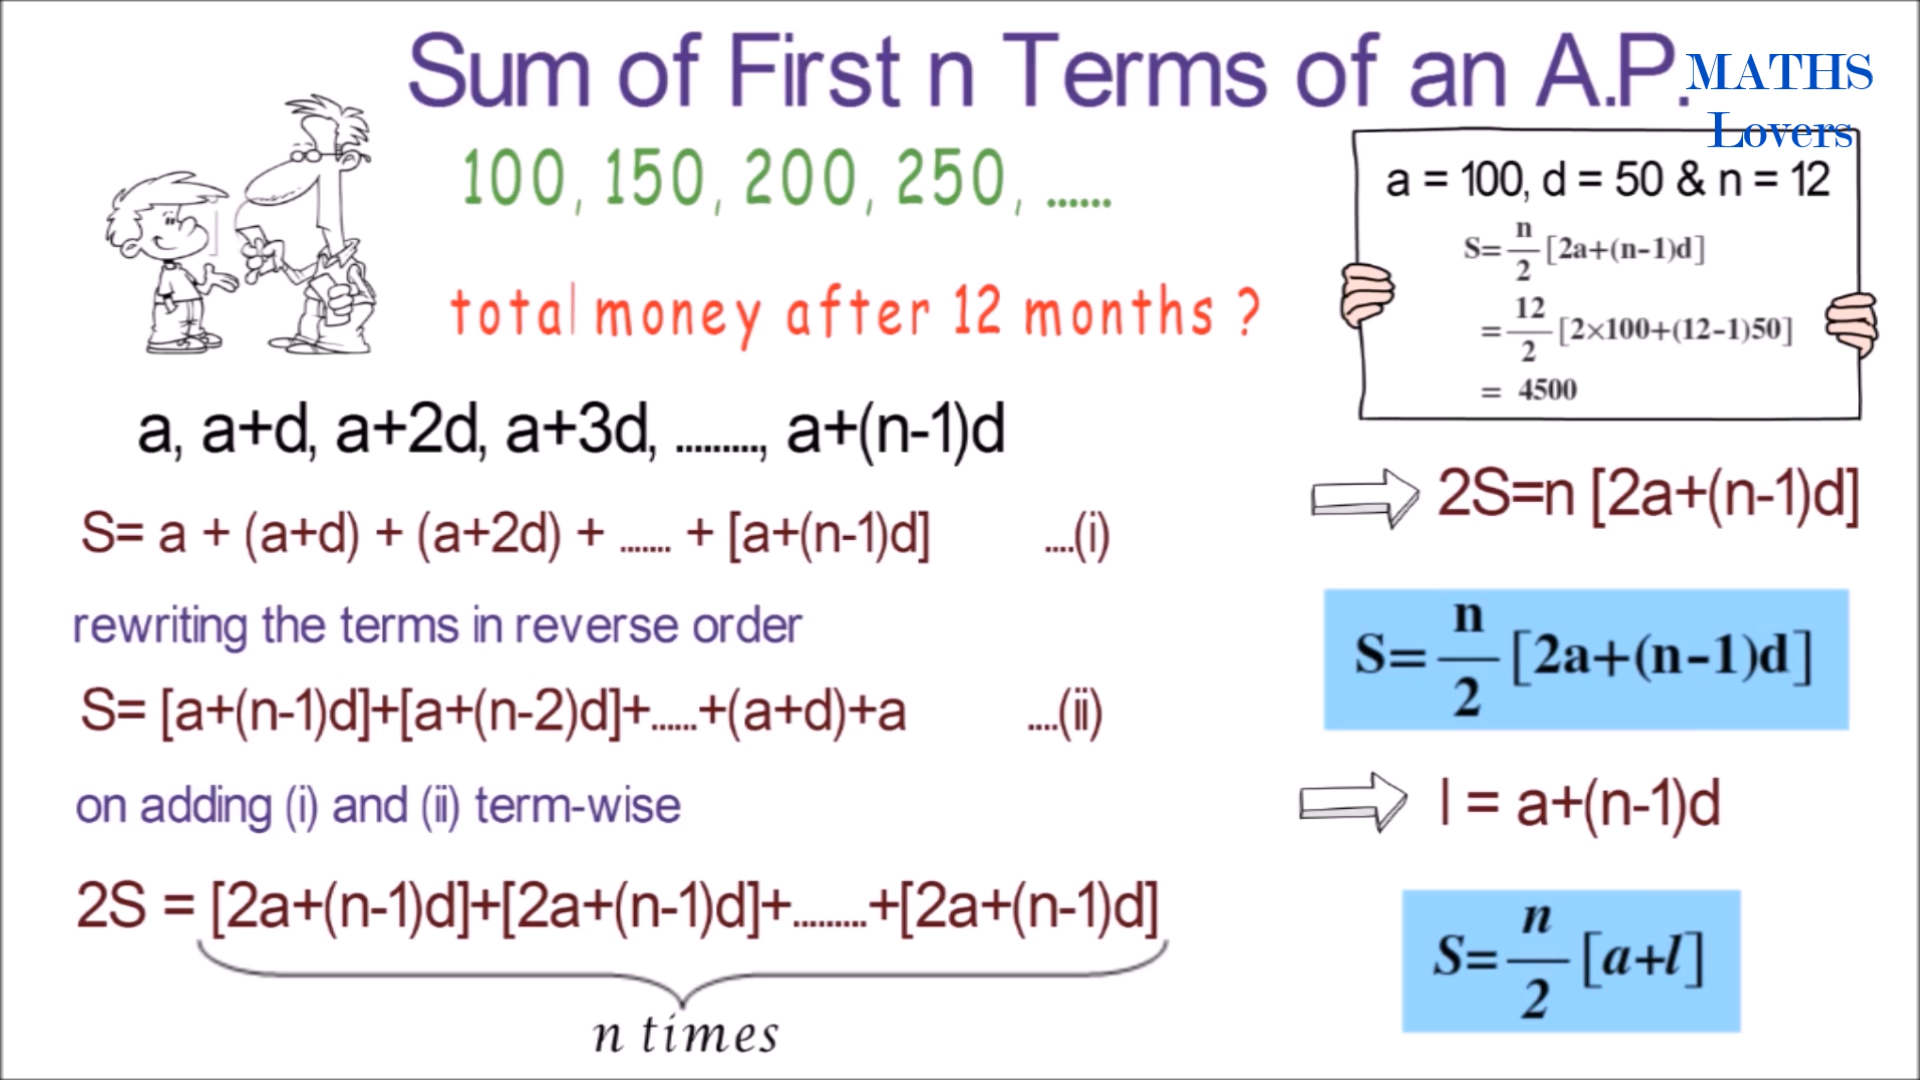 Sum of First n Terms of an A.P.
MATHS
Lovers
100, 150, 200, 250, ......
total money after 12 months ?
a = 100, d = 50 & n = 12
S=n/2[2a+(n-1)d]
=12/2[2×100+(12-1)50]
= 4500
a, a+d, a+2d, a+3d, .........., a+(n-1)d
S= a + (a+d) + (a+2d) + ....... + [a+(n-1)d] ....(i)
rewriting the terms in reverse order
S= [a+(n-1)d]+[a+(n-2)d]+......+(a+d)+a ....(ii)
on adding (i) and (ii) term-wise
2S = [2a+(n-1)d]+[2a+(n-1)d]+.........+[2a+(n-1)d]
n times
2S=n [2a+(n-1)d]
S=n/2[2a+(n-1)d]
l = a+(n-1)d
S=n/2[a+l]